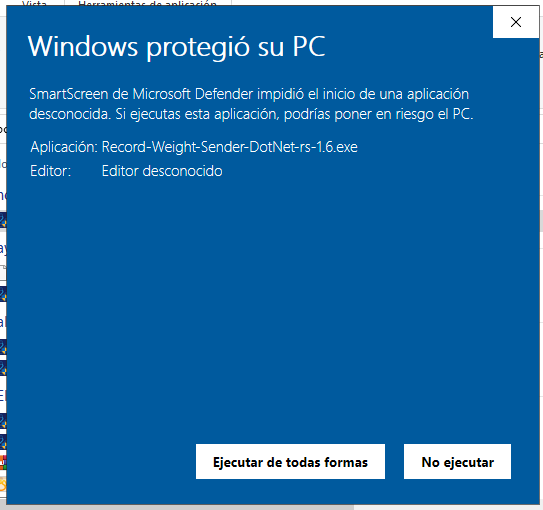 Vista Herramientas de aplicación
Windows protegió su PC
SmartScreen de Microsoft Defender impidió el inicio de una aplicación
desconocida. Si ejecutas esta aplicación, podrías poner en riesgo el PC.
Aplicación: Record-Weight-Sender-DotNet-rs-1.6.exe
Editor: Editor desconocido
Ejecutar de todas formas No ejecutar